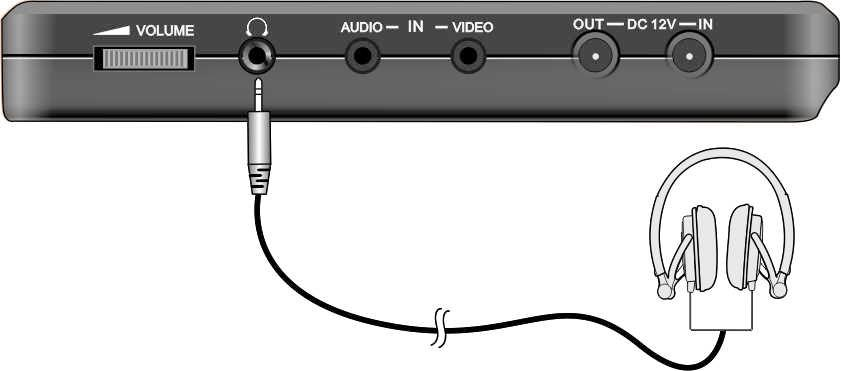 VOLUME
AUDIO – IN – VIDEO
OUT – DC 12V – IN